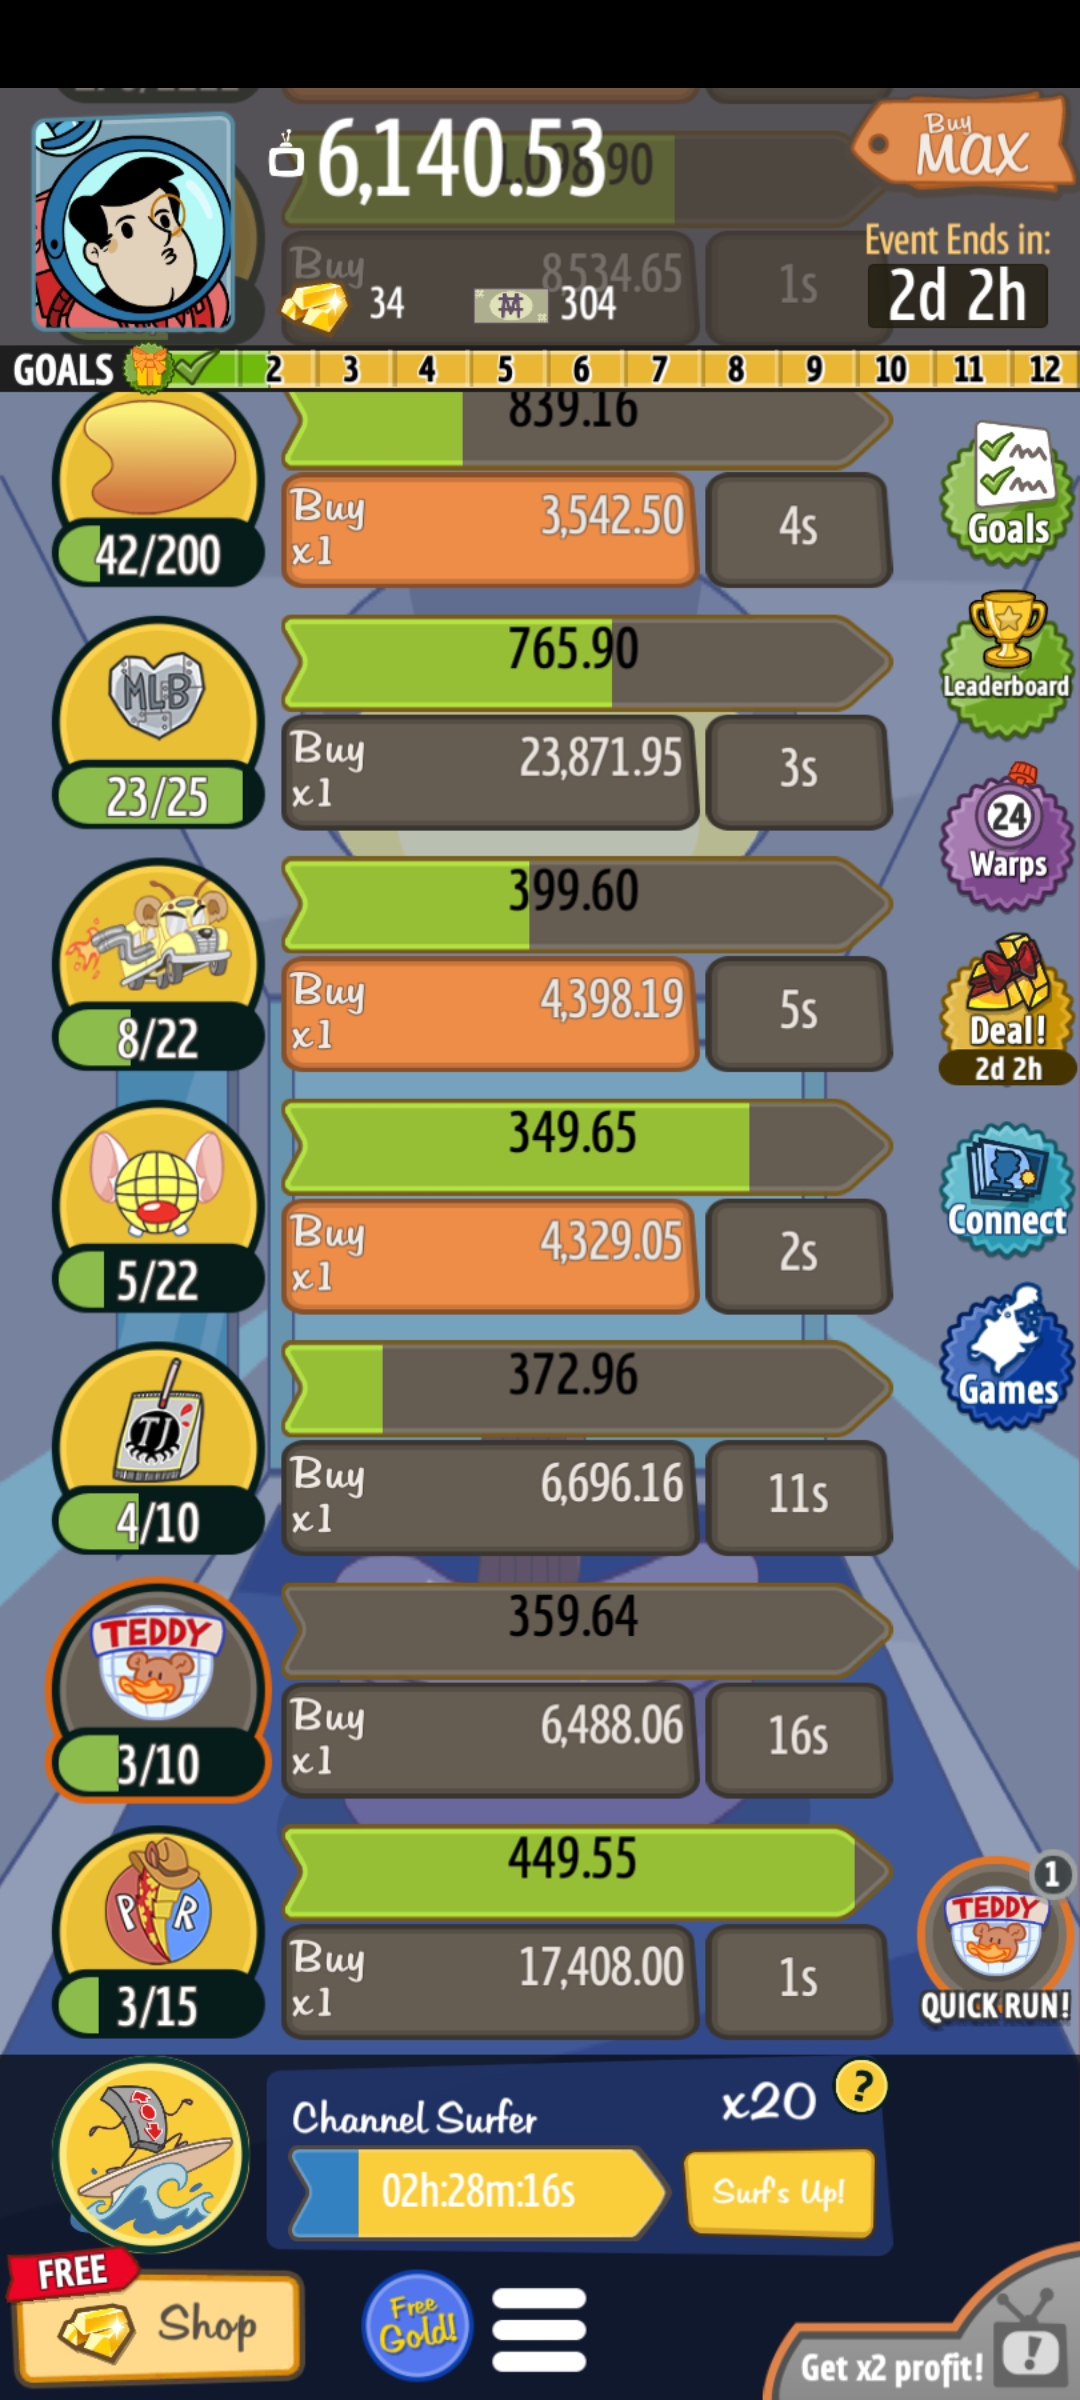 6,140.53
Buy
MAX
Buy
8534.65
1s
34
304
Event Ends in:
2d 2h
GOALS 2 3 4 5 6 7 8 9 10 11 12
839.16
Buy
x1
3,542.50
4s
42/200
Goals
MLB
765.90
Buy
x1
23,871.95
3s
23/25
Leaderboard
24
Warps
399.60
Buy
x1
4,398.19
5s
8/22
Deal!
2d 2h
349.65
Buy
x1
4,329.05
2s
5/22
Connect
TJ
372.96
Buy
x1
6,696.16
11s
4/10
Games
TEDDY
359.64
Buy
x1
6,488.06
16s
3/10
P R
449.55
Buy
x1
17,408.00
1s
3/15
1
TEDDY
QUICK RUN!
Channel Surfer
x20
?
02h:28m:16s
Surf's Up!
FREE
Shop
Free
Gold!
Get x2 profit!